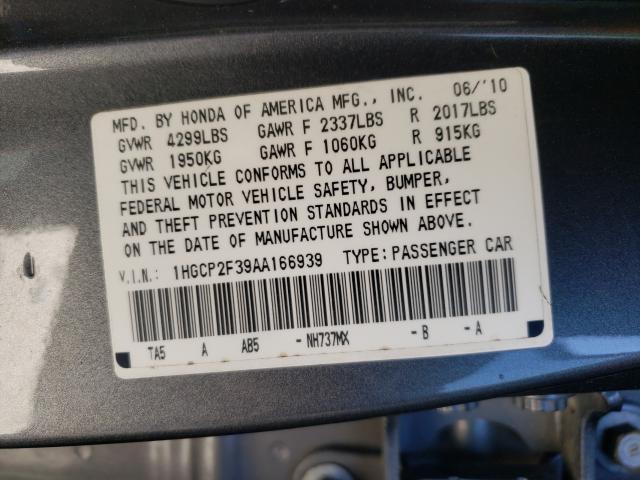 MFD. BY HONDA OF AMERICA MFG., INC. 06/'10
GVWR 4299LBS GAWR F 2337LBS R 2017LBS
GVWR 1950KG GAWR F 1060KG R 915KG
THIS VEHICLE CONFORMS TO ALL APPLICABLE
FEDERAL MOTOR VEHICLE SAFETY, BUMPER,
AND THEFT PREVENTION STANDARDS IN EFFECT
ON THE DATE OF MANUFACTURE SHOWN ABOVE.
V.I.N.: 1HGCP2F39AA166939 TYPE: PASSENGER CAR
TA5 A AB5 -NH737MX -B -A